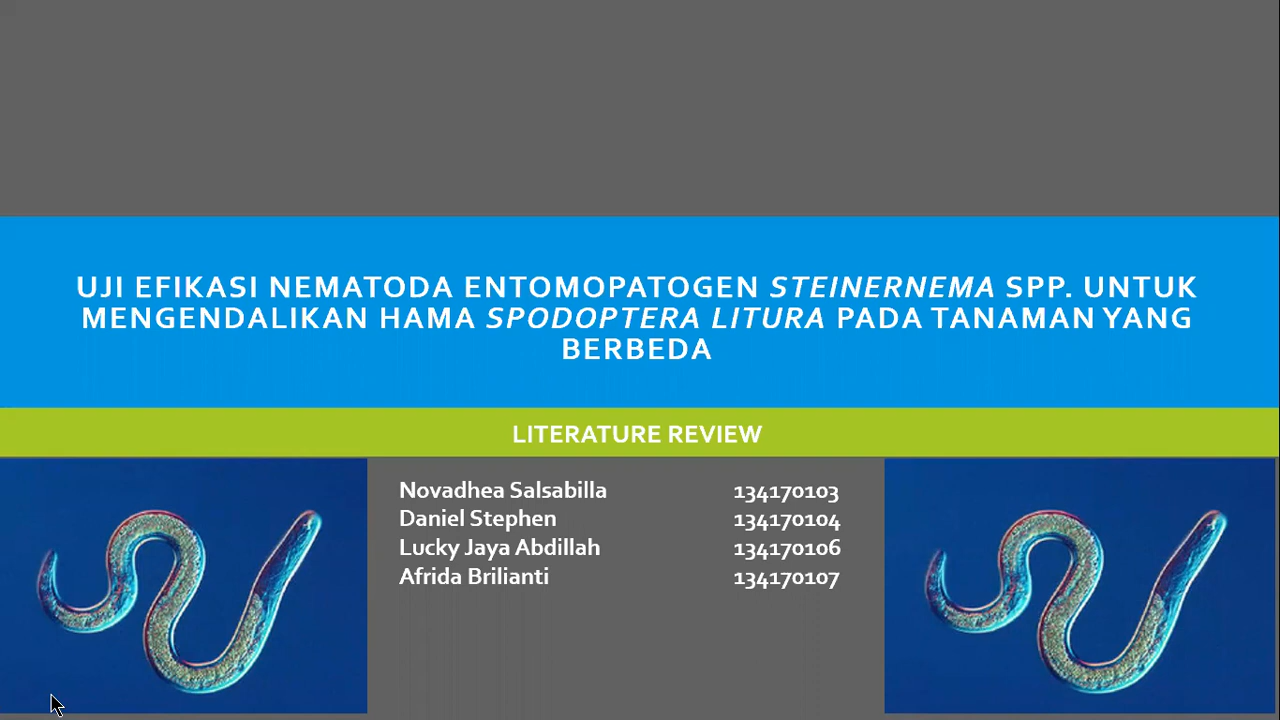 UJI EFIKASI NEMATODA ENTOMOPATOGEN STEINERNEMA SPP. UNTUK
MENGENDALIKAN HAMA SPODOPTERA LITURA PADA TANAMAN YANG
BERBEDA
LITERATURE REVIEW
Novadhea Salsabilla 134170103
Daniel Stephen 134170104
Lucky Jaya Abdillah 134170106
Afrida Brilianti 134170107